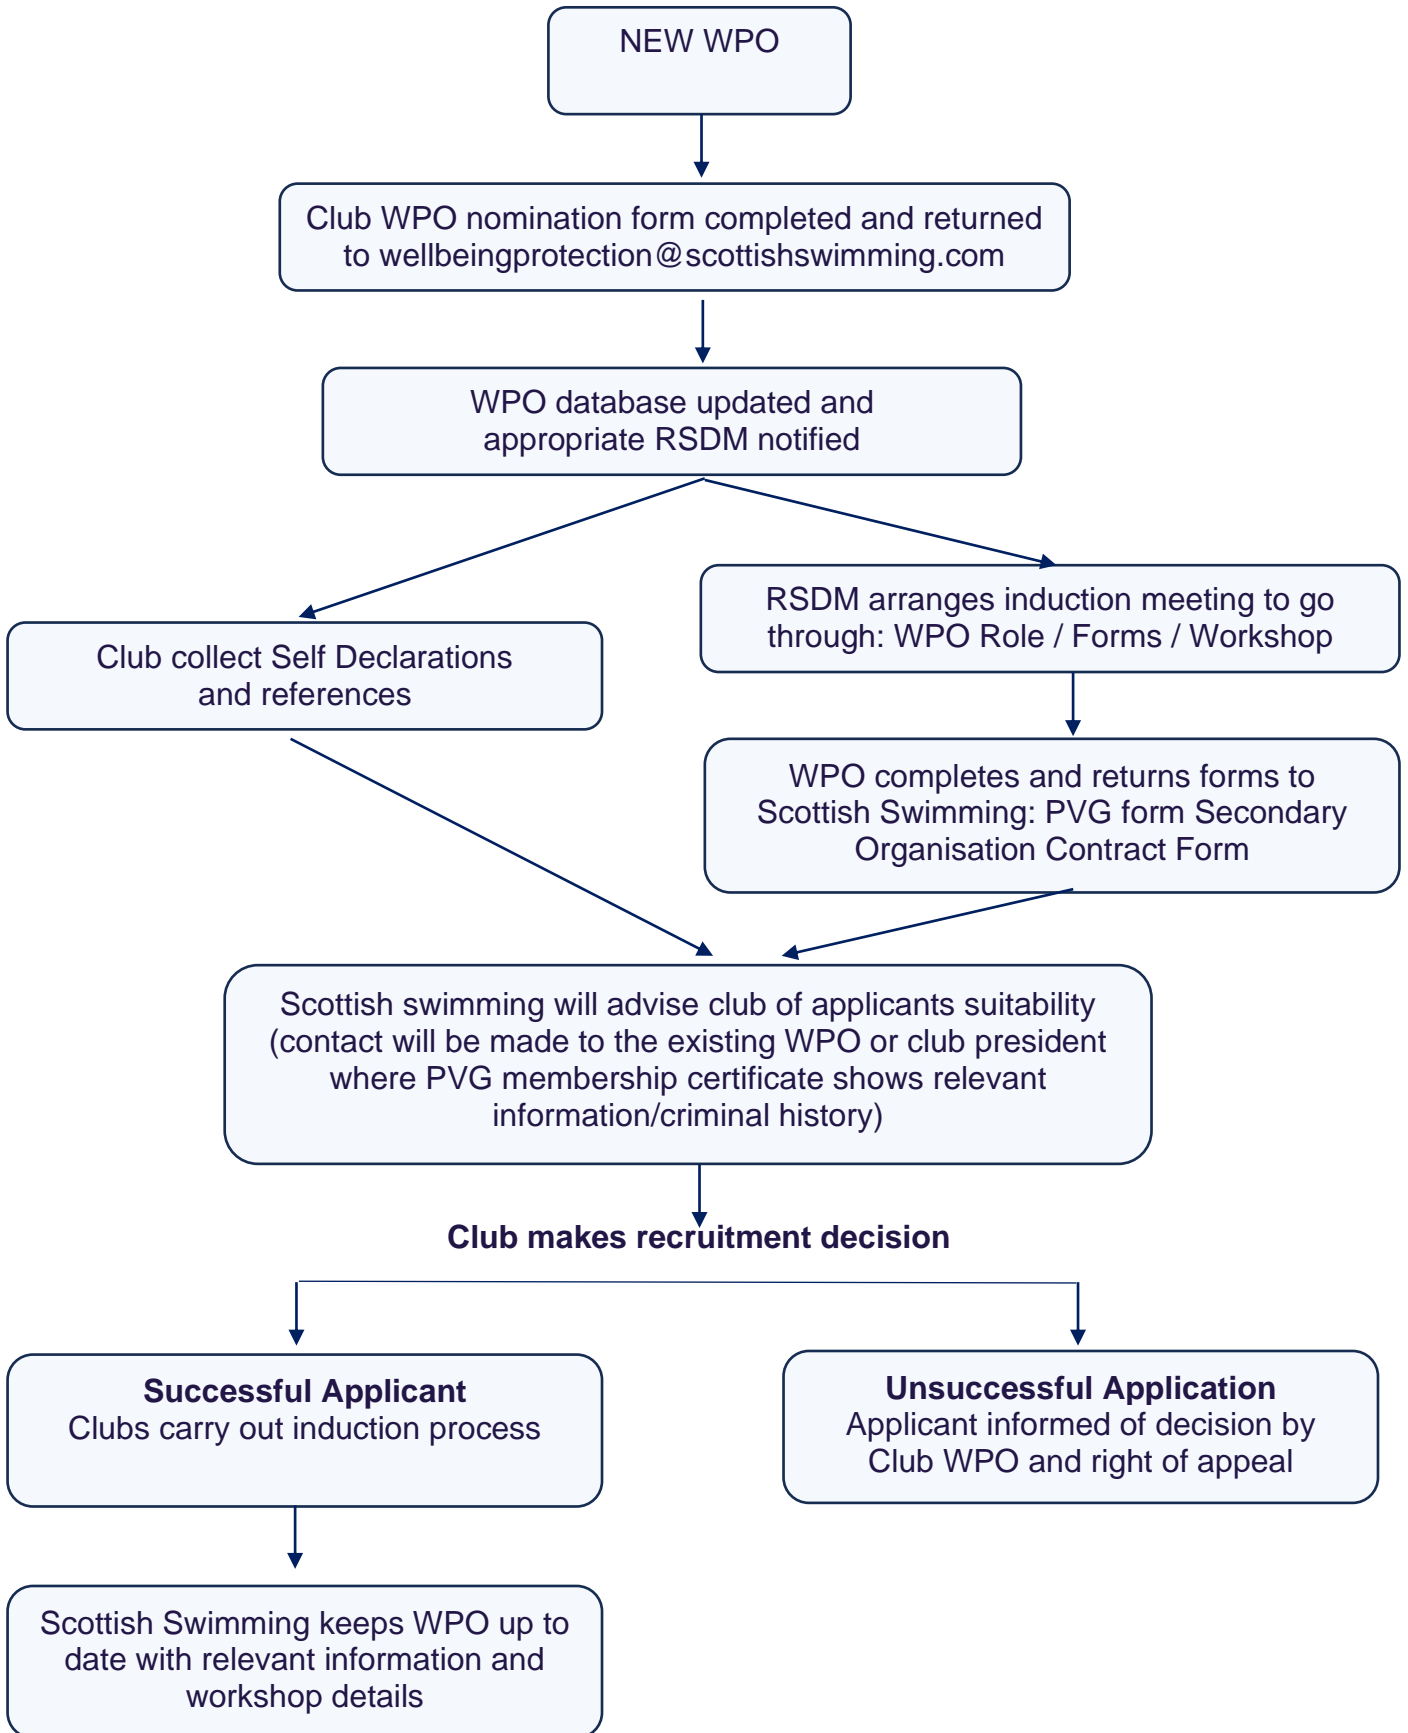 NEW WPO
Club WPO nomination form completed and returned
to wellbeingprotection@scottishswimming.com
WPO database updated and
appropriate RSDM notified
RSDM arranges induction meeting to go
through: WPO Role / Forms / Workshop
Club collect Self Declarations
and references
WPO completes and returns forms to
Scottish Swimming: PVG form Secondary
Organisation Contract Form
Scottish swimming will advise club of applicants suitability
(contact will be made to the existing WPO or club president
where PVG membership certificate shows relevant
information/criminal history)
Club makes recruitment decision
Successful Applicant
Clubs carry out induction process
Unsuccessful Application
Applicant informed of decision by
Club WPO and right of appeal
Scottish Swimming keeps WPO up to
date with relevant information and
workshop details